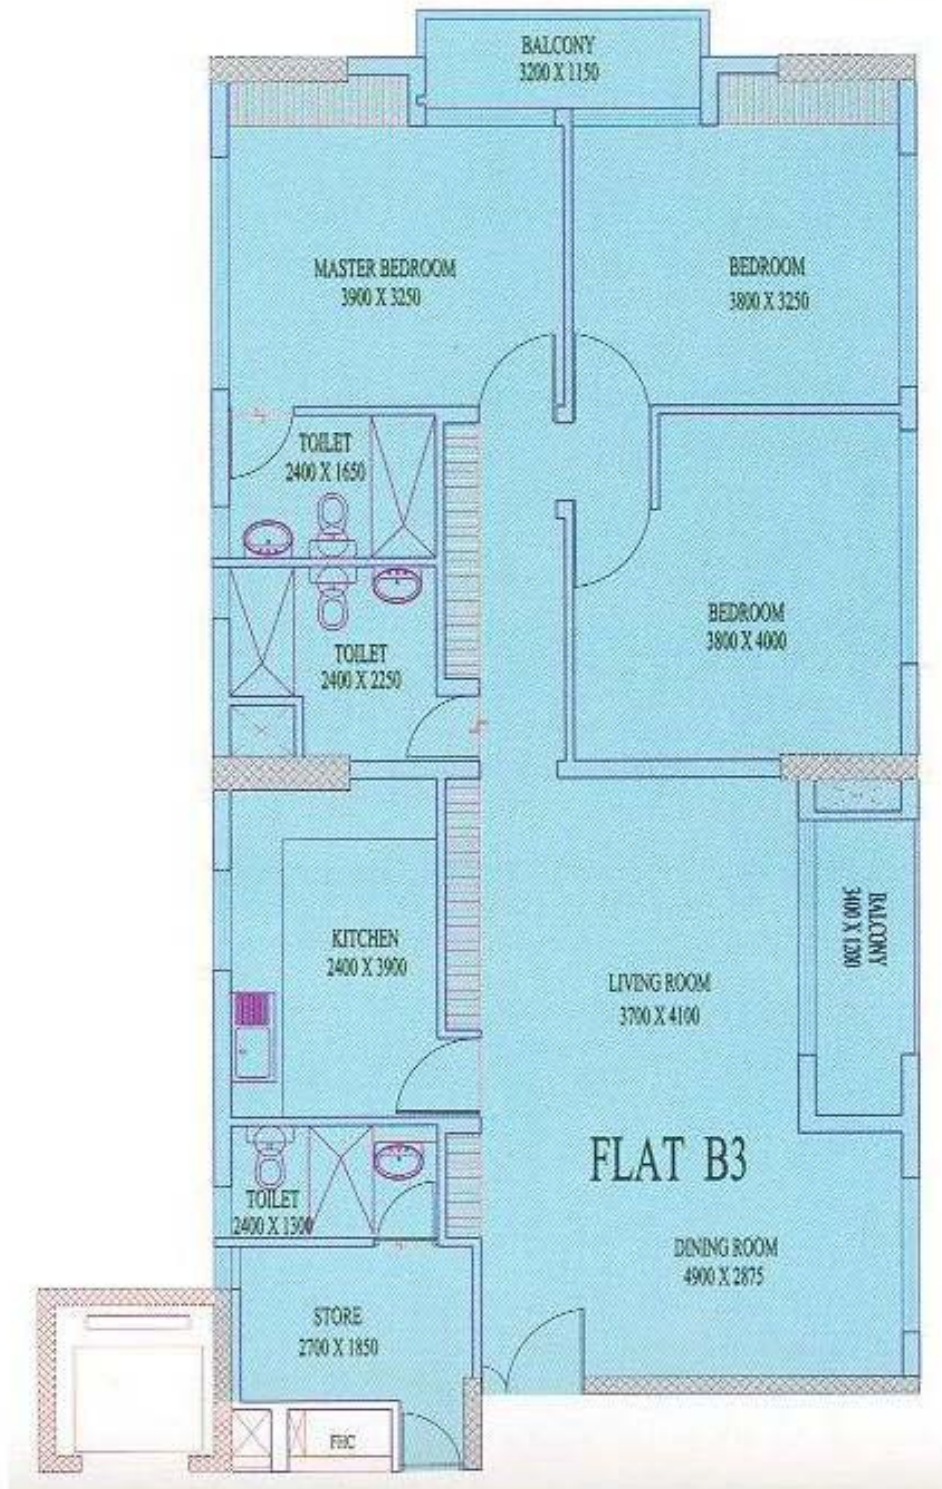 BALCONY
3200 X 1150
MASTER BEDROOM
3900 X 3250
BEDROOM
3800 X 3250
TOILET
2400 X 1650
BEDROOM
3800 X 4000
TOILET
2400 X 2250
KITCHEN
2400 X 3900
BALCONY
3400 X 1200
LIVING ROOM
3700 X 4100
FLAT B3
TOILET
2400 X 1300
DINING ROOM
4900 X 2875
STORE
2700 X 1850
FHC